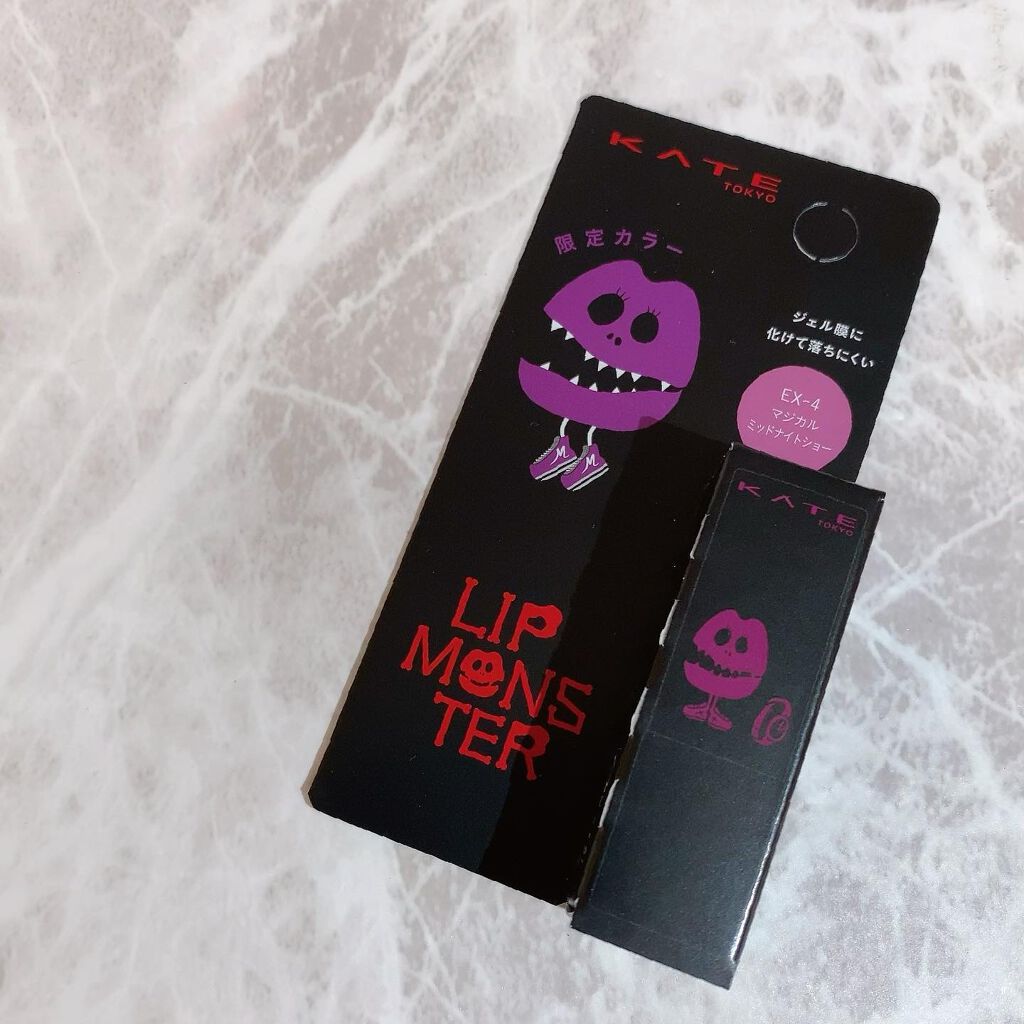 KATE
TOKYO
限定カラー
ジェル膜に
化けて落ちにくい
EX-4
マジカル
ミッドナイトショー
M
M
LIP
MONS
TER
KATE
TOKYO